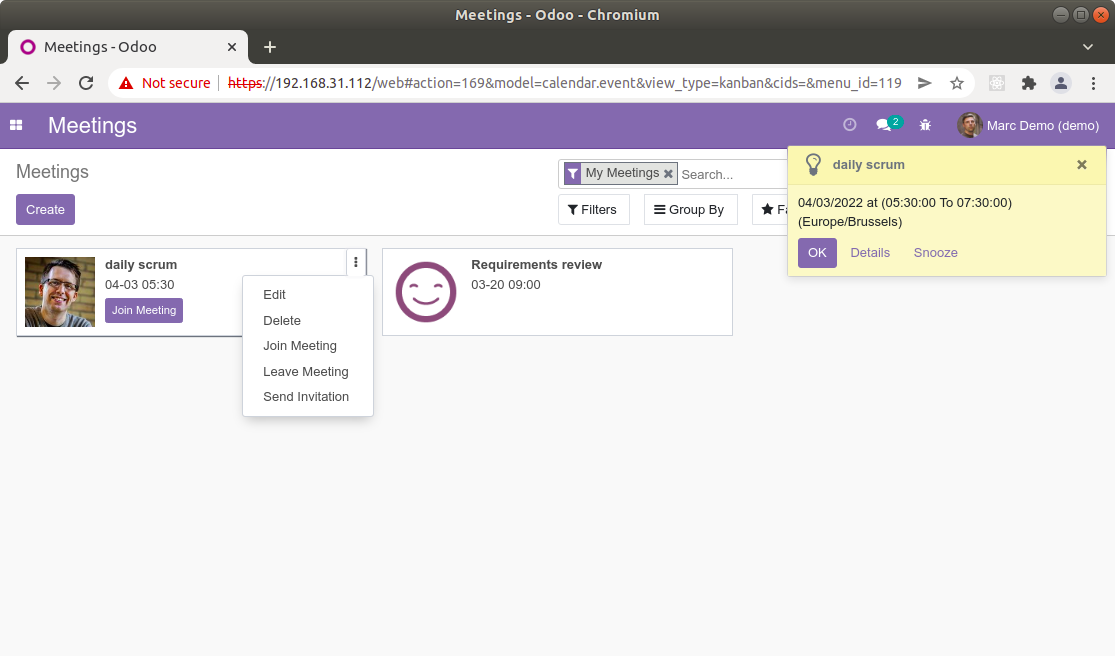 Meetings - Odoo - Chromium
Meetings - Odoo
Not secure https://192.168.31.112/web#action=169&model=calendar.event&view_type=kanban&cids=&menu_id=119
Meetings
2
Marc Demo (demo)
Meetings
My Meetings
Search...
Create
Filters
Group By
Fa
daily scrum
04/03/2022 at (05:30:00 To 07:30:00)
(Europe/Brussels)
OK
Details
Snooze
daily scrum
04-03 05:30
Join Meeting
Edit
Delete
Join Meeting
Leave Meeting
Send Invitation
Requirements review
03-20 09:00